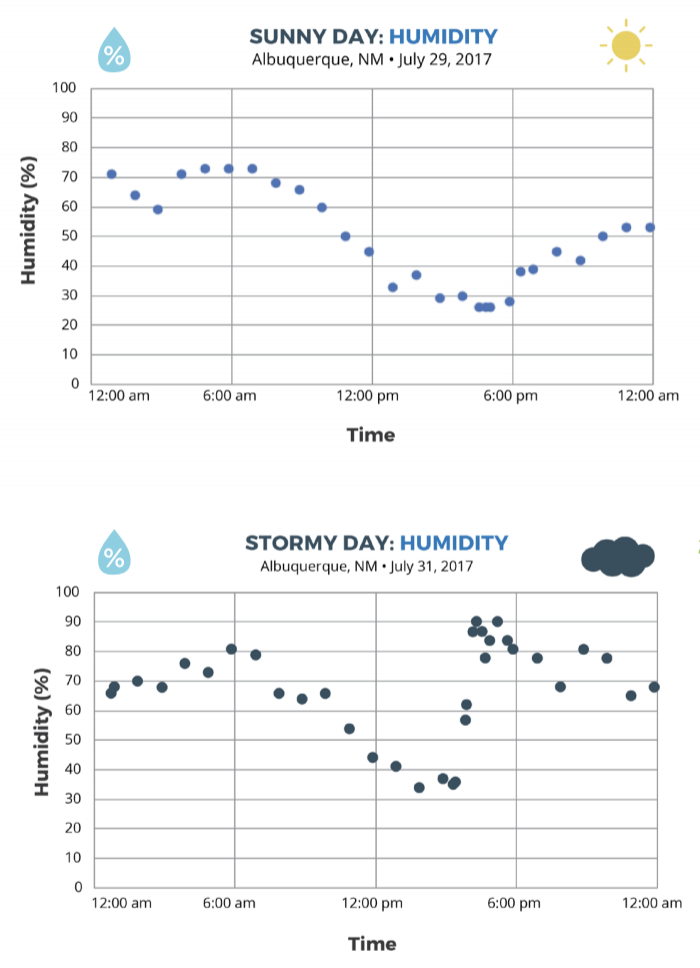 %
SUNNY DAY: HUMIDITY
Albuquerque, NM • July 29, 2017
Humidity (%)
100
90
80
70
60
50
40
30
20
10
0
12:00 am 6:00 am 12:00 pm 6:00 pm 12:00 am
Time
%
STORMY DAY: HUMIDITY
Albuquerque, NM • July 31, 2017
Humidity (%)
100
90
80
70
60
50
40
30
20
10
0
12:00 am 6:00 am 12:00 pm 6:00 pm 12:00 am
Time